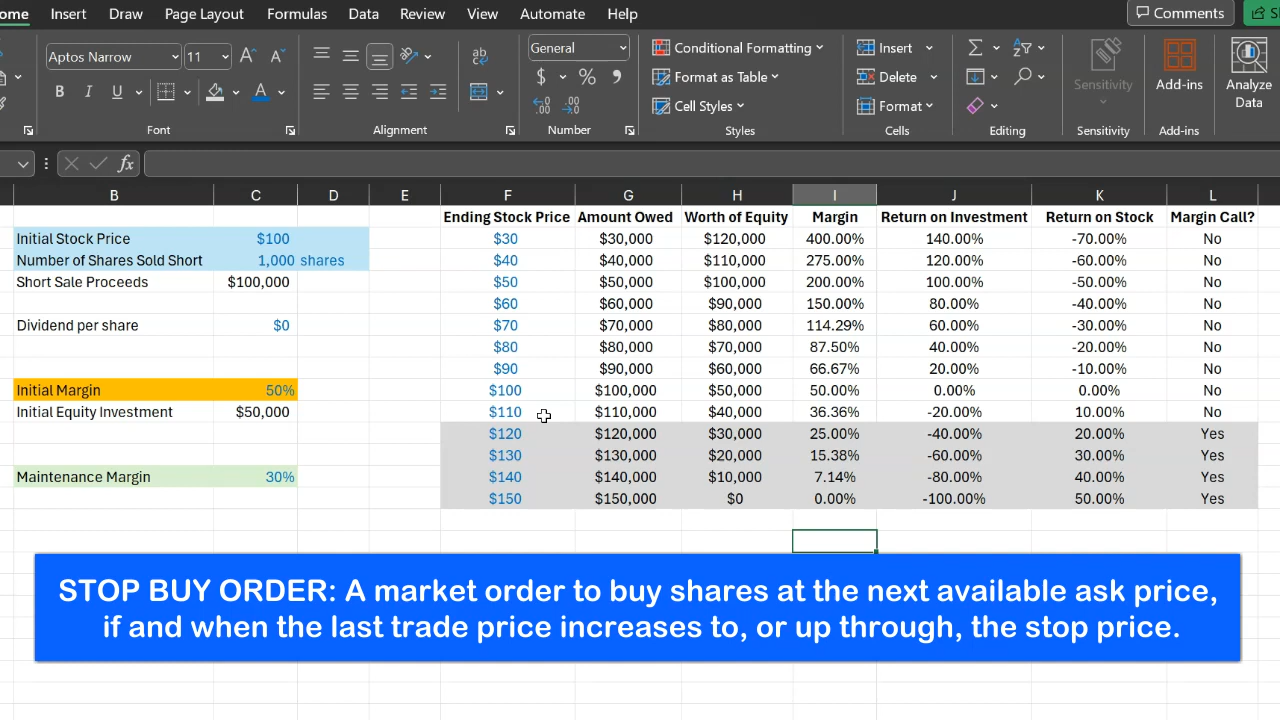 ome Insert Draw Page Layout Formulas Data Review View Automate Help Comments S
Aptos Narrow 11 A A General Conditional Formatting Insert
B I U A $ % Format as Table Delete Sensitivity Add-ins Analyze Data
Cell Styles Format
Font Alignment Number Styles Cells Editing Sensitivity Add-ins
fx
B C D E F G H I J K L
Ending Stock Price Amount Owed Worth of Equity Margin Return on Investment Return on Stock Margin Call?
Initial Stock Price $100 $30 $30,000 $120,000 400.00% 140.00% -70.00% No
Number of Shares Sold Short 1,000 shares $40 $40,000 $110,000 275.00% 120.00% -60.00% No
Short Sale Proceeds $100,000 $50 $50,000 $100,000 200.00% 100.00% -50.00% No
$60 $60,000 $90,000 150.00% 80.00% -40.00% No
Dividend per share $0 $70 $70,000 $80,000 114.29% 60.00% -30.00% No
$80 $80,000 $70,000 87.50% 40.00% -20.00% No
$90 $90,000 $60,000 66.67% 20.00% -10.00% No
Initial Margin 50% $100 $100,000 $50,000 50.00% 0.00% 0.00% No
Initial Equity Investment $50,000 $110 $110,000 $40,000 36.36% -20.00% 10.00% No
$120 $120,000 $30,000 25.00% -40.00% 20.00% Yes
$130 $130,000 $20,000 15.38% -60.00% 30.00% Yes
Maintenance Margin 30% $140 $140,000 $10,000 7.14% -80.00% 40.00% Yes
$150 $150,000 $0 0.00% -100.00% 50.00% Yes
STOP BUY ORDER: A market order to buy shares at the next available ask price,
if and when the last trade price increases to, or up through, the stop price.